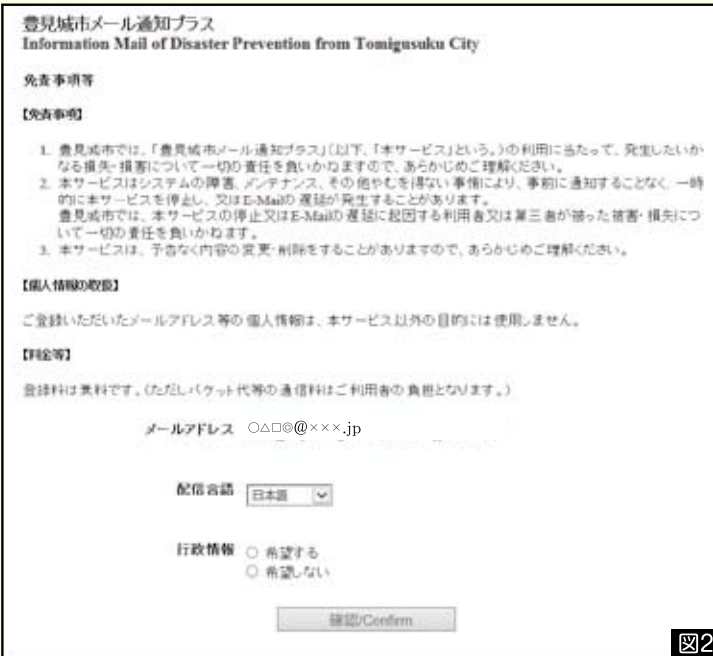 豊見城市メール通知プラス
Information Mail of Disaster Prevention from Tomigusuku City
免責事項等
【免責事項】
1. 豊見城市では、「豊見城市メール通知プラス」(以下、「本サービス」という。)の利用に当たって、発生したいか
なる損失・損害について一切の責任を負いかねますので、あらかじめご理解ください。
2. 本サービスはシステムの障害、メンテナンス、その他やむを得ない事情により、事前に通知することなく、一時
的に本サービスを停止し、又はE-Mailの遅延が発生することがあります。
豊見城市では、本サービスの停止又はE-Mailの遅延に起因する利用者又は第三者が被った被害・損失につ
いて一切の責任を負いかねます。
3. 本サービスは、予告なく内容の変更・削除をすることがありますので、あらかじめご理解ください。
【個人情報の取扱】
ご登録いただいたメールアドレス等の個人情報は、本サービス以外の目的には使用しません。
【料金等】
登録料は無料です。(ただしパケット代等の通信料はご利用者の負担となります。)
メールアドレス ○△□◎@×××.jp
配信言語 日本語
行政情報 ○ 希望する
○ 希望しない
確認/Confirm
図2